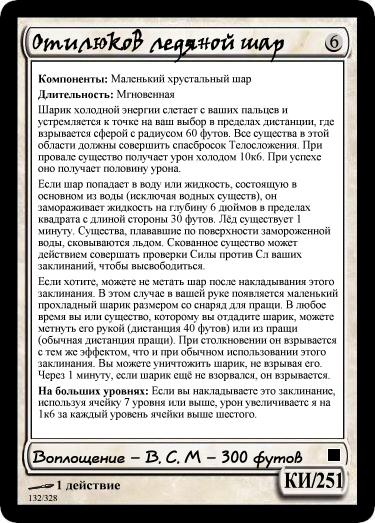 Отилюков ледяной шар 6
Компоненты: Маленький хрустальный шар
Длительность: Мгновенная
Шарик холодной энергии слетает с ваших пальцев и
устремляется к точке на ваш выбор в пределах дистанции, где
взрывается сферой с радиусом 60 футов. Все существа в этой
области должны совершить спасбросок Телосложения. При
провале существо получает урон холодом 10к6. При успехе
оно получает половину урона.
Если шар попадает в воду или жидкость, состоящую в
основном из воды (исключая водных существ), он
замораживает жидкость на глубину 6 дюймов в пределах
квадрата с длиной стороны 30 футов. Лёд существует 1
минуту. Существа, плававшие по поверхности замороженной
воды, сковываются льдом. Скованное существо может
действием совершать проверки Силы против Сл ваших
заклинаний, чтобы высвободиться.
Если хотите, можете не метать шар после накладывания этого
заклинания. В этом случае в вашей руке появляется маленький
прохладный шарик размером со снаряд для пращи. В любое
время вы или существо, которому вы отдадите шарик, можете
метнуть его рукой (дистанция 40 футов) или из пращи
(обычная дистанция пращи). При столкновении он взрывается
с тем же эффектом, что и при обычном использовании этого
заклинания. Вы можете уничтожить шарик, не взрывая его.
Через 1 минуту, если шарик ещё не взорвался, он взрывается.
На больших уровнях: Если вы накладываете это заклинание,
используя ячейку 7 уровня или выше, урон увеличиваетс я на
1к6 за каждый уровень ячейки выше шестого.
Воплощение – В, С, М – 300 футов
КИ/251
1 действие
132/328